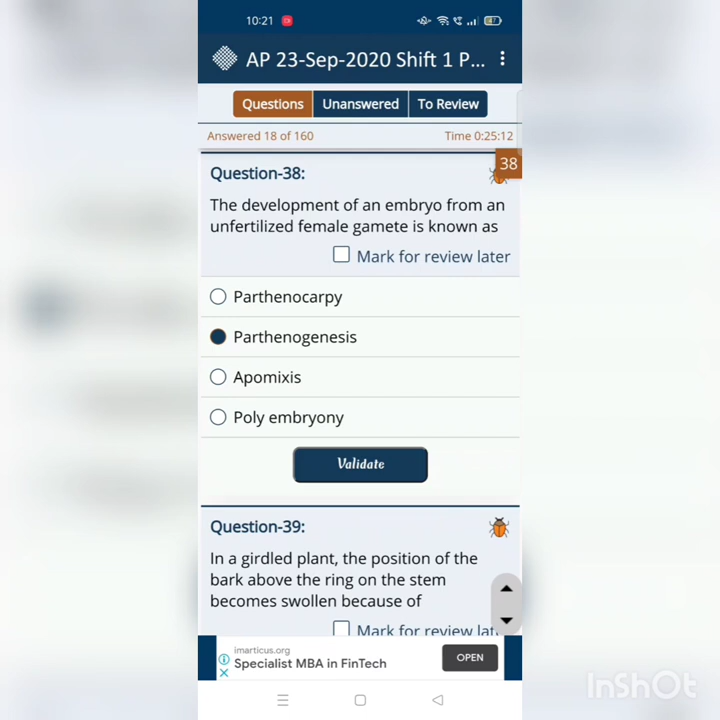 10:21
AP 23-Sep-2020 Shift 1 P...
Questions Unanswered To Review
Answered 18 of 160 Time 0:25:12
38
Question-38:
The development of an embryo from an
unfertilized female gamete is known as
Mark for review later
Parthenocarpy
Parthenogenesis
Apomixis
Poly embryony
Validate
Question-39:
In a girdled plant, the position of the
bark above the ring on the stem
becomes swollen because of
Mark for review
imarticus.org
Specialist MBA in FinTech
OPEN
InShOt